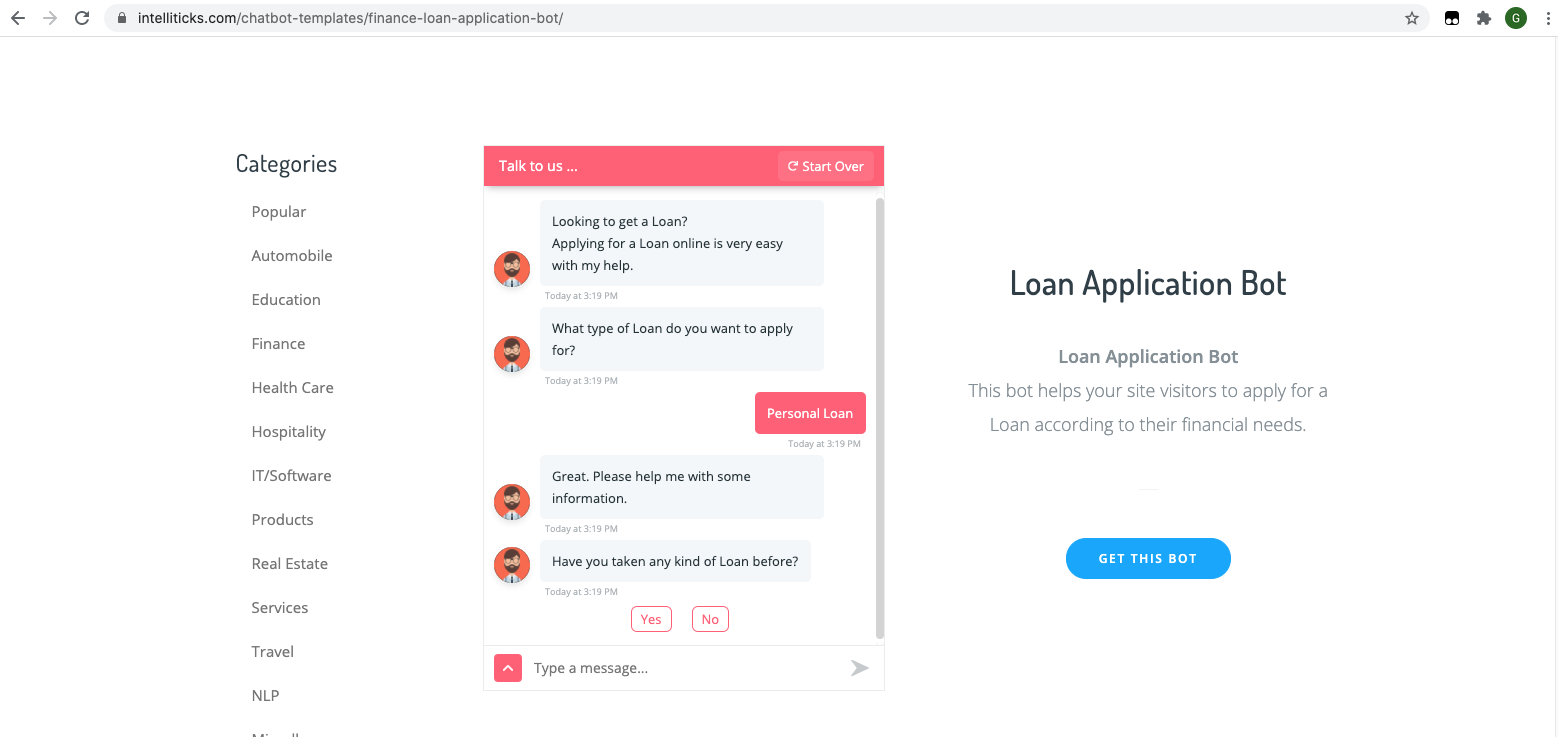 intelliticks.com/chatbot-templates/finance-loan-application-bot/
G
Categories
Popular
Automobile
Education
Finance
Health Care
Hospitality
IT/Software
Products
Real Estate
Services
Travel
NLP
Talk to us ...
Start Over
Looking to get a Loan?
Applying for a Loan online is very easy
with my help.
Today at 3:19 PM
What type of Loan do you want to apply
for?
Today at 3:19 PM
Personal Loan
Today at 3:19 PM
Great. Please help me with some
information.
Today at 3:19 PM
Have you taken any kind of Loan before?
Today at 3:19 PM
Yes
No
Type a message...
Loan Application Bot
Loan Application Bot
This bot helps your site visitors to apply for a
Loan according to their financial needs.
GET THIS BOT